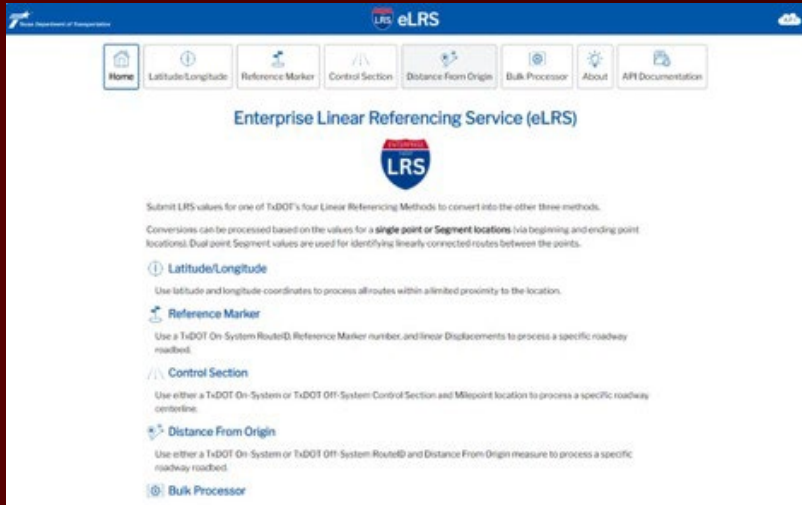 Texas Department of Transportation
LRS eLRS
API
Home
Latitude/Longitude
Reference Marker
Control Section
Distance From Origin
Bulk Processor
About
API Documentation
Enterprise Linear Referencing Service (eLRS)
ENTERPRISE
LRS
Submit LRS values for one of TxDOT's four Linear Referencing Methods to convert into the other three methods.
Conversions can be processed based on the values for a single point or Segment locations (via beginning and ending point
locations). Dual point Segment values are used for identifying linearly connected routes between the points.
Latitude/Longitude
Use latitude and longitude coordinates to process all routes within a limited proximity to the location.
Reference Marker
Use a TxDOT On-System RouteID, Reference Marker number, and linear Displacements to process a specific roadway
roadbed.
Control Section
Use either a TxDOT On-System or TxDOT Off-System Control Section and Milepoint location to process a specific roadway
centerline.
Distance From Origin
Use either a TxDOT On-System or TxDOT Off-System RouteID and Distance From Origin measure to process a specific
roadway roadbed.
Bulk Processor